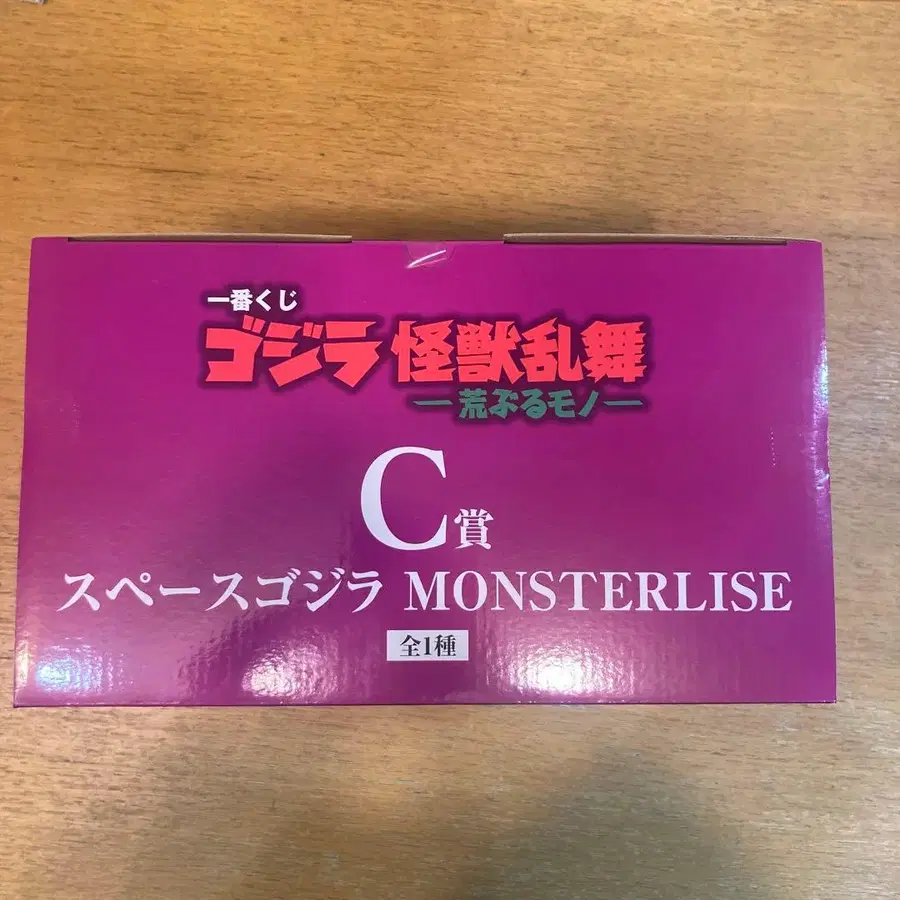 一番くじ
ゴジラ 怪獣乱舞
―荒ぶるモノ―
C賞
スペースゴジラ MONSTERLISE
全1種